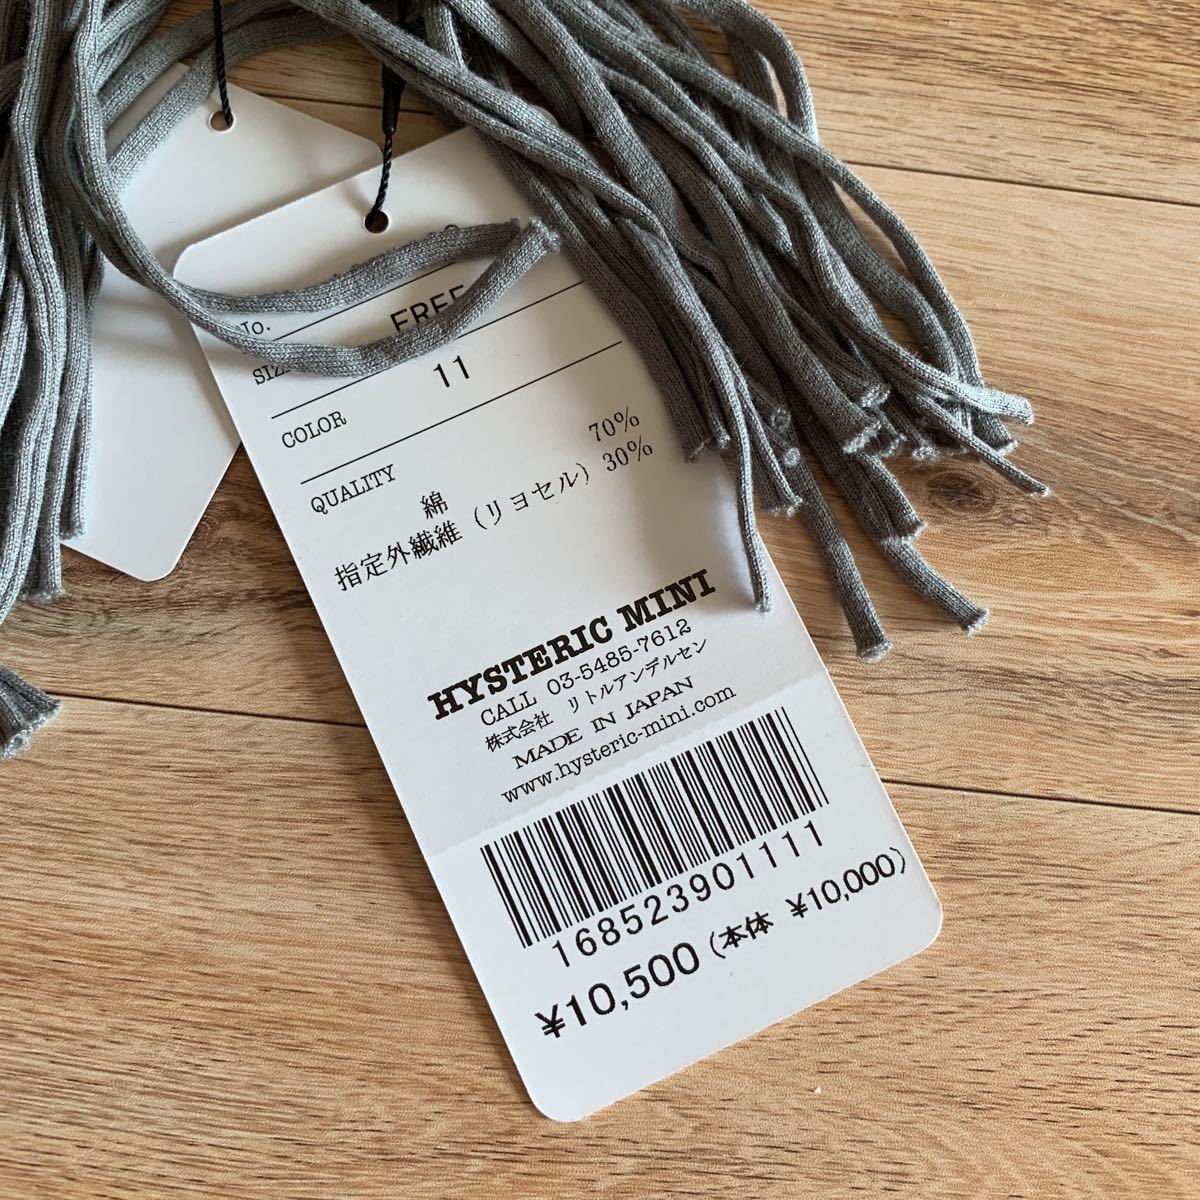 No.
SIZE FREE
COLOR 11
QUALITY
綿 70%
指定外繊維（リヨセル）30%
HYSTERIC MINI
CALL 03-5485-7612
株式会社 リトルアンデルセン
MADE IN JAPAN
www.hysteric-mini.com
168523901111
¥10,500（本体 ¥10,000）